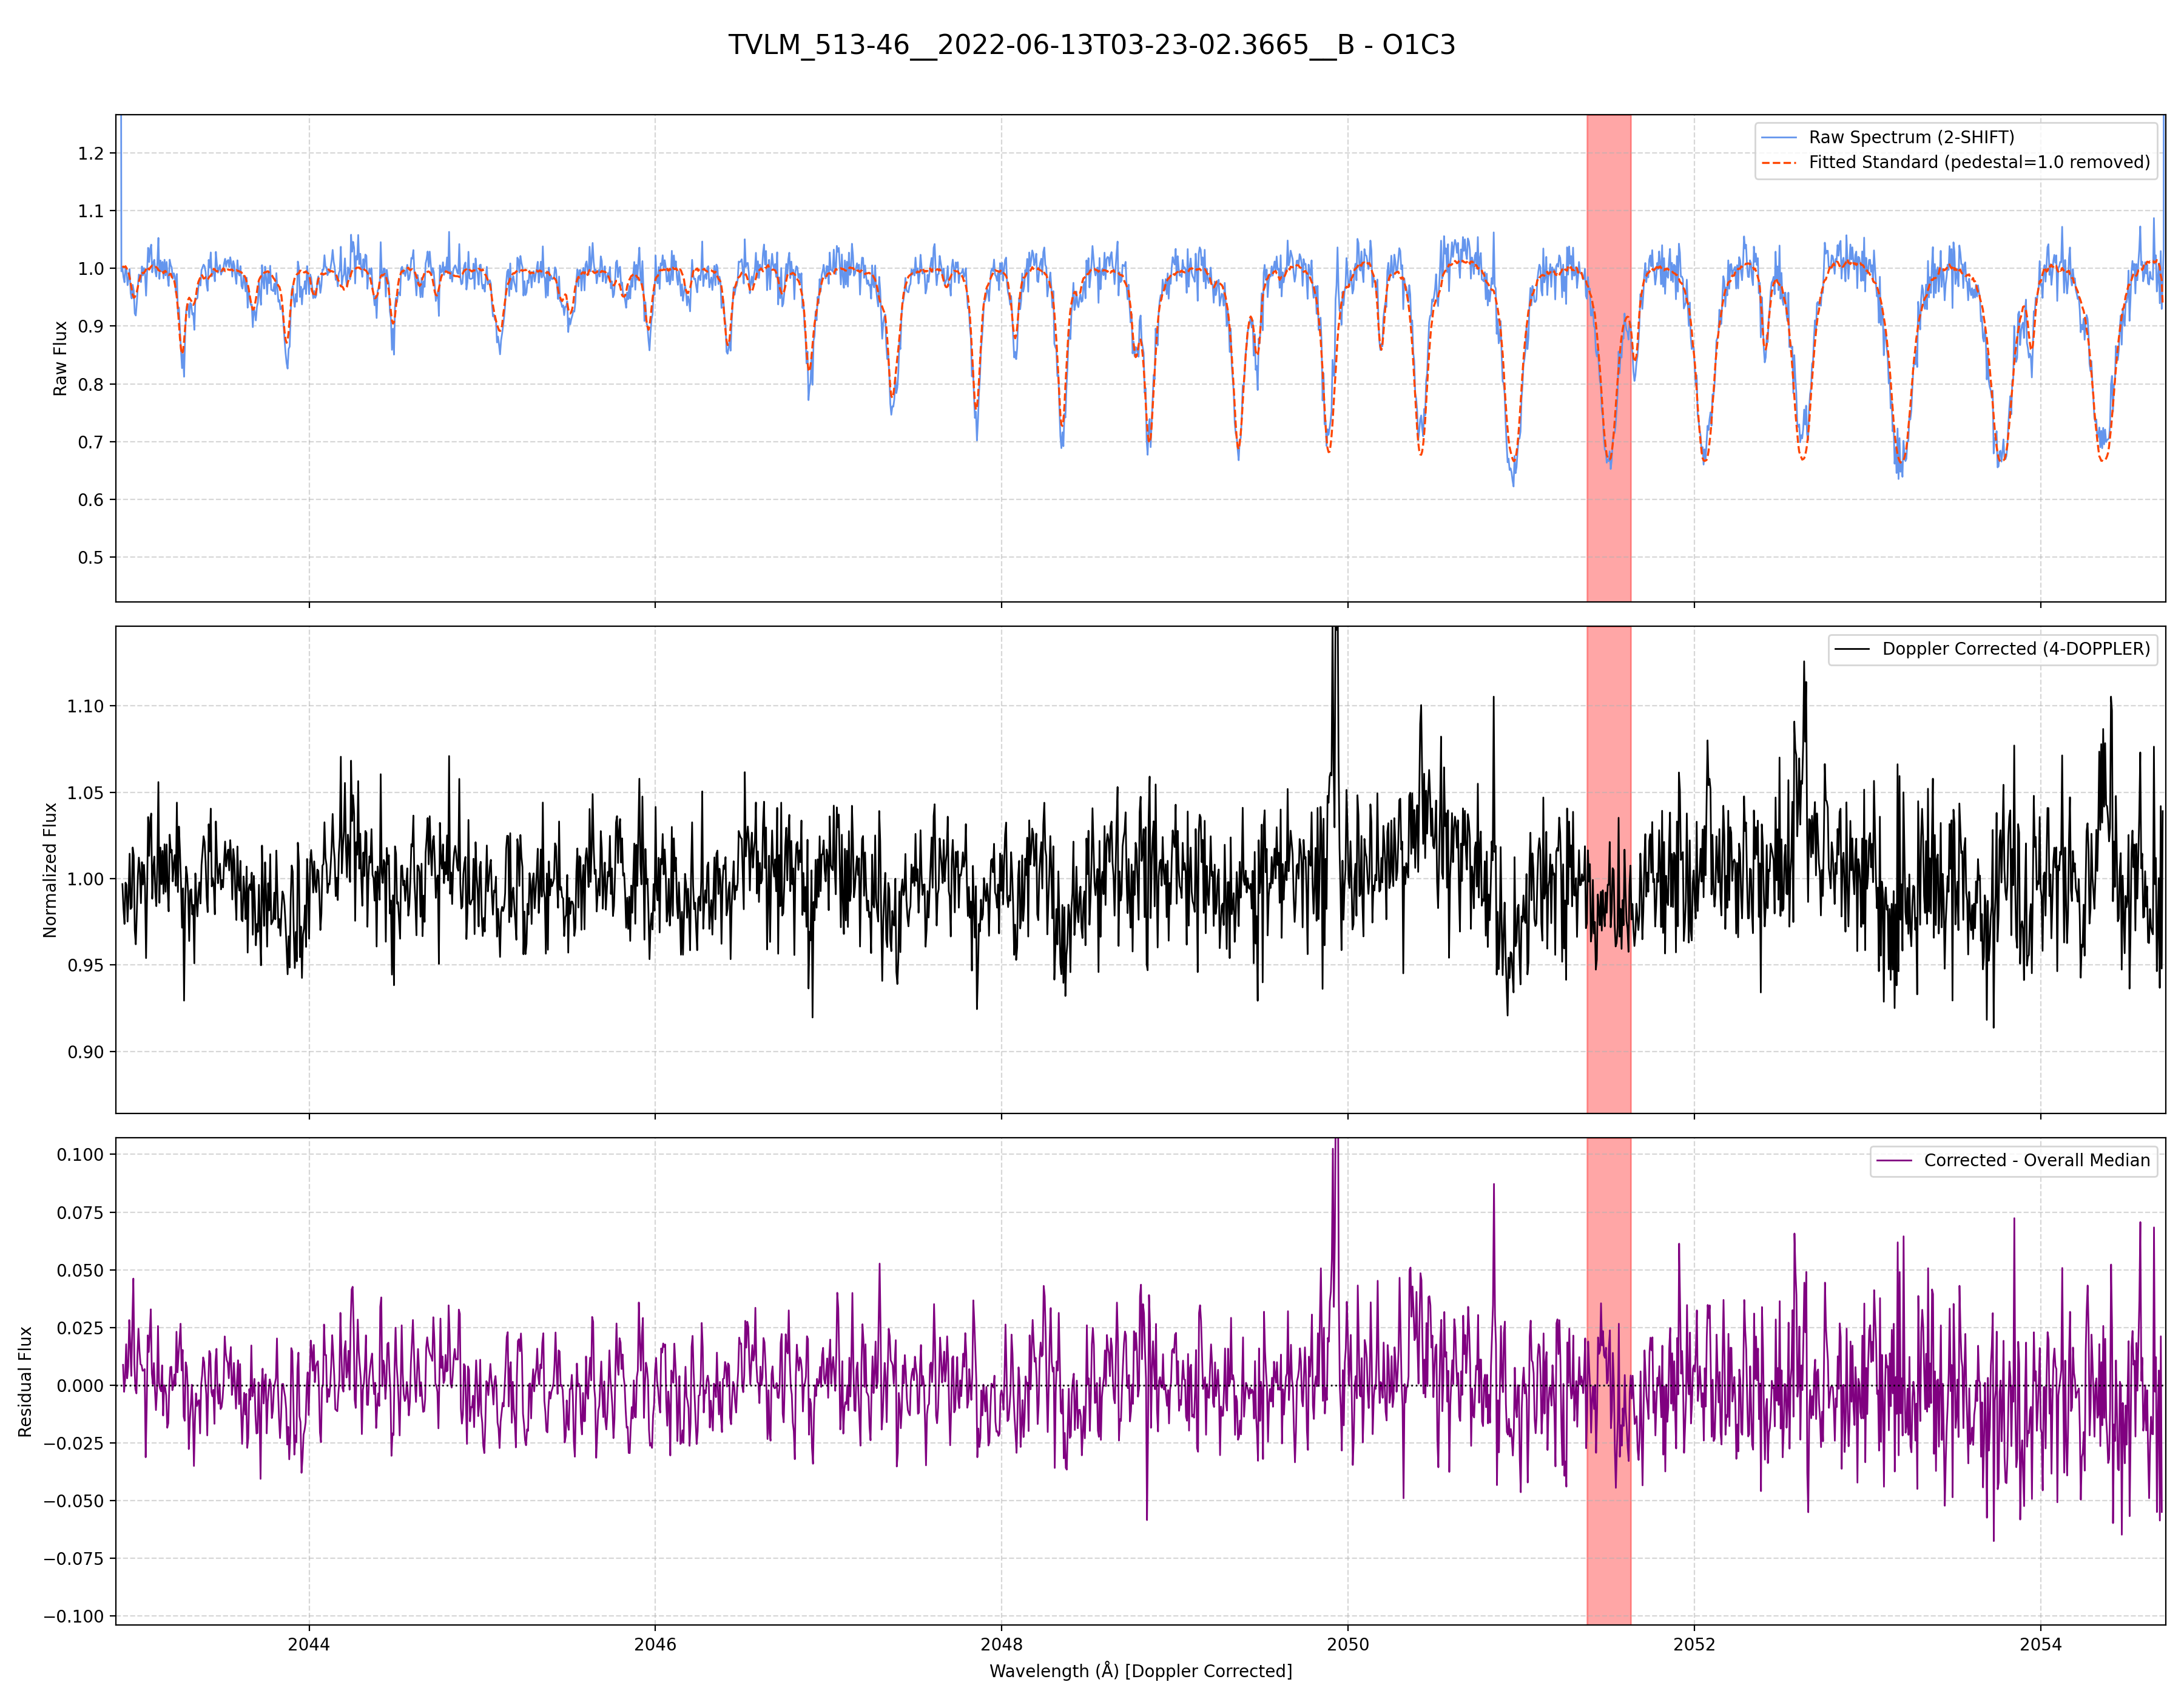 TVLM_513-46__2022-06-13T03-23-02.3665__B - O1C3
Raw Flux
1.2
1.1
1.0
0.9
0.8
0.7
0.6
0.5
Raw Spectrum (2-SHIFT)
Fitted Standard (pedestal=1.0 removed)
Normalized Flux
1.10
1.05
1.00
0.95
0.90
Doppler Corrected (4-DOPPLER)
Residual Flux
0.100
0.075
0.050
0.025
0.000
−0.025
−0.050
−0.075
−0.100
Corrected - Overall Median
2044 2046 2048 2050 2052 2054
Wavelength (Å) [Doppler Corrected]